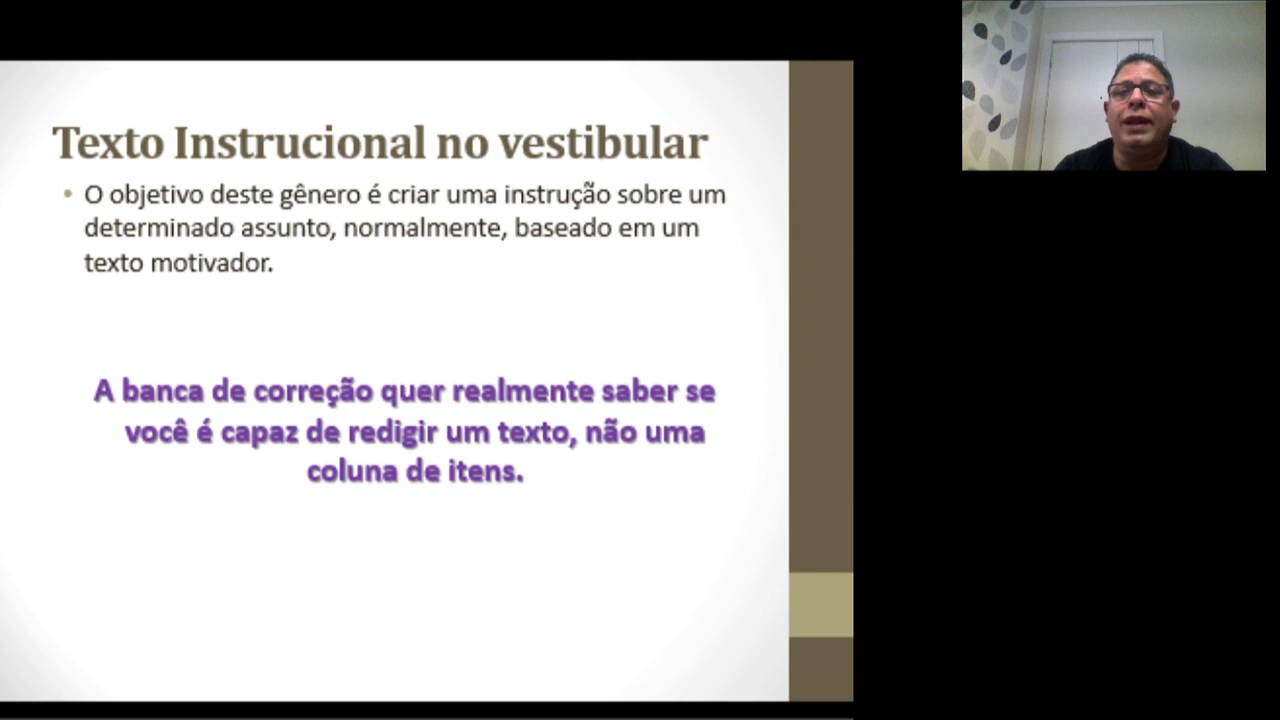 Texto Instrucional no vestibular
• O objetivo deste gênero é criar uma instrução sobre um
determinado assunto, normalmente, baseado em um
texto motivador.
A banca de correção quer realmente saber se
você é capaz de redigir um texto, não uma
coluna de itens.